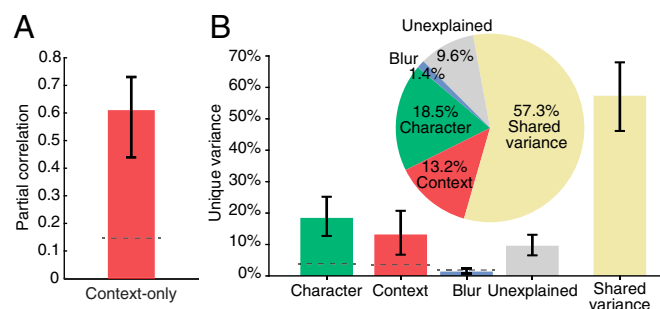 A
Partial correlation
0.8
0.7
0.6
0.5
0.4
0.3
0.2
0.1
0
Context-only
B
Unique variance
70%
60%
50%
40%
30%
20%
10%
0%
Unexplained
9.6%
Blur
1.4%
18.5%
Character
13.2%
Context
57.3%
Shared
variance
Character
Context
Blur
Unexplained
Shared
variance